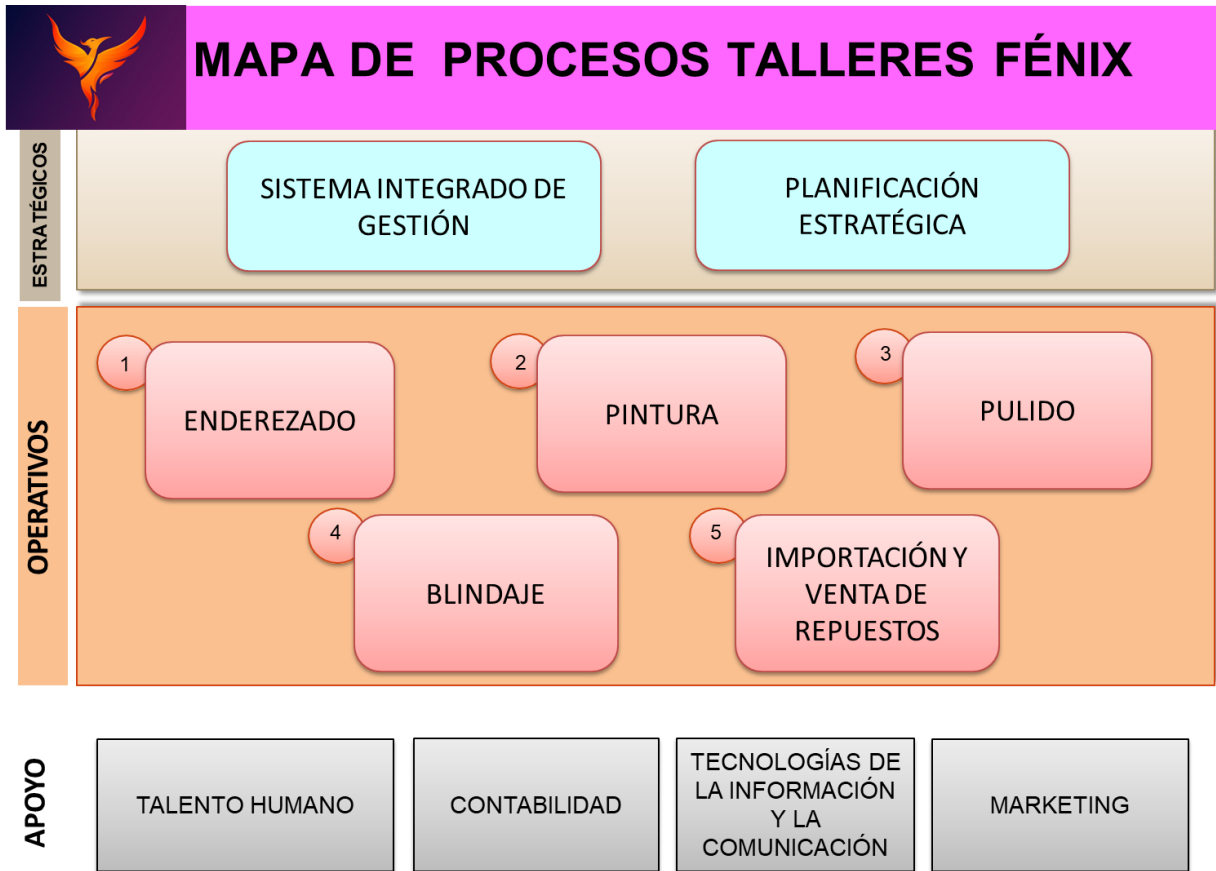 MAPA DE PROCESOS TALLERES FÉNIX
ESTRATÉGICOS
SISTEMA INTEGRADO DE
GESTIÓN
PLANIFICACIÓN
ESTRATÉGICA
OPERATIVOS
1
ENDEREZADO
2
PINTURA
3
PULIDO
4
BLINDAJE
5
IMPORTACIÓN Y
VENTA DE
REPUESTOS
APOYO
TALENTO HUMANO
CONTABILIDAD
TECNOLOGÍAS DE
LA INFORMACIÓN
Y LA
COMUNICACIÓN
MARKETING